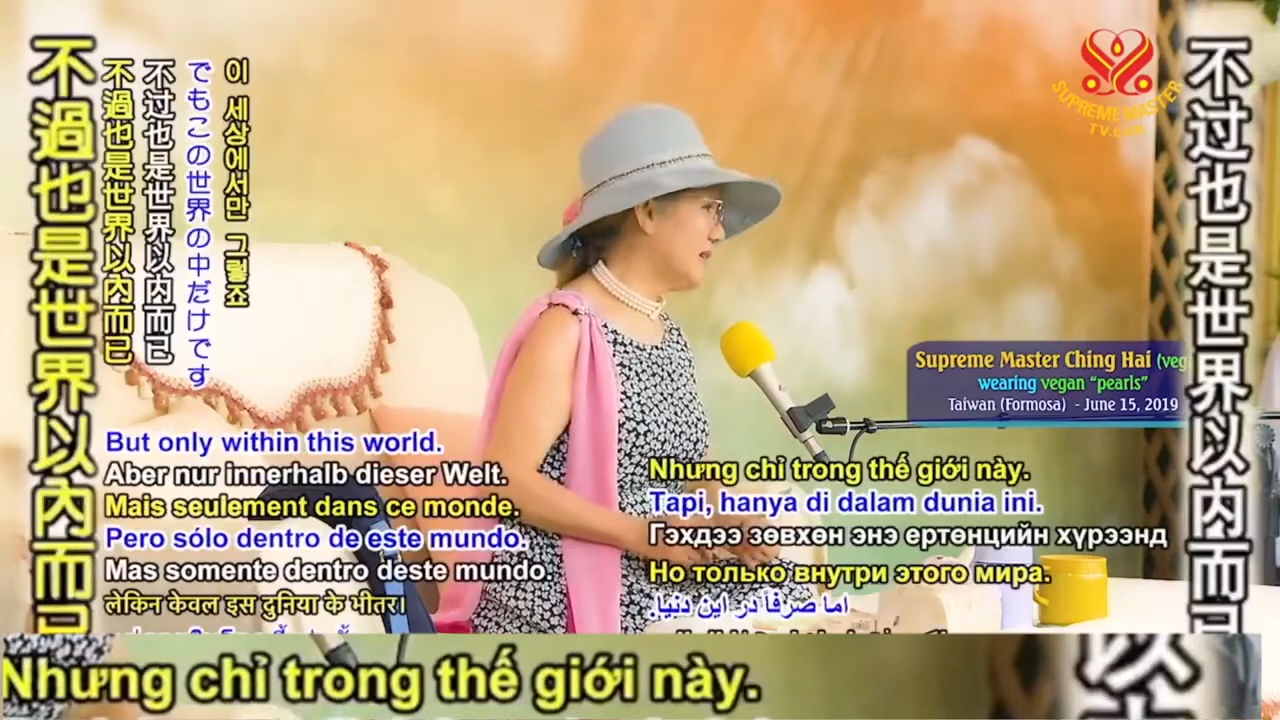 不過也是世界以內而已
不過也是世界以內而已
不过也是世界以内而已
でもこの世界の中だけです
이 세상에서만 그렇죠
SUPREME MASTER
TV.com
不过也是世界以内而已
Supreme Master Ching Hai (veg
wearing vegan “pearls”
Taiwan (Formosa) - June 15, 2019
But only within this world.
Aber nur innerhalb dieser Welt.
Mais seulement dans ce monde.
Pero sólo dentro de este mundo.
Mas somente dentro deste mundo.
लेकिन केवल इस दुनिया के भीतर।
Nhưng chỉ trong thế giới này.
Tapi, hanya di dalam dunia ini.
Гэхдээ зөвхөн энэ ертөнцийн хүрээнд
Но только внутри этого мира.
اما صرفاً در این دنیا.
Nhưng chỉ trong thế giới này.
以